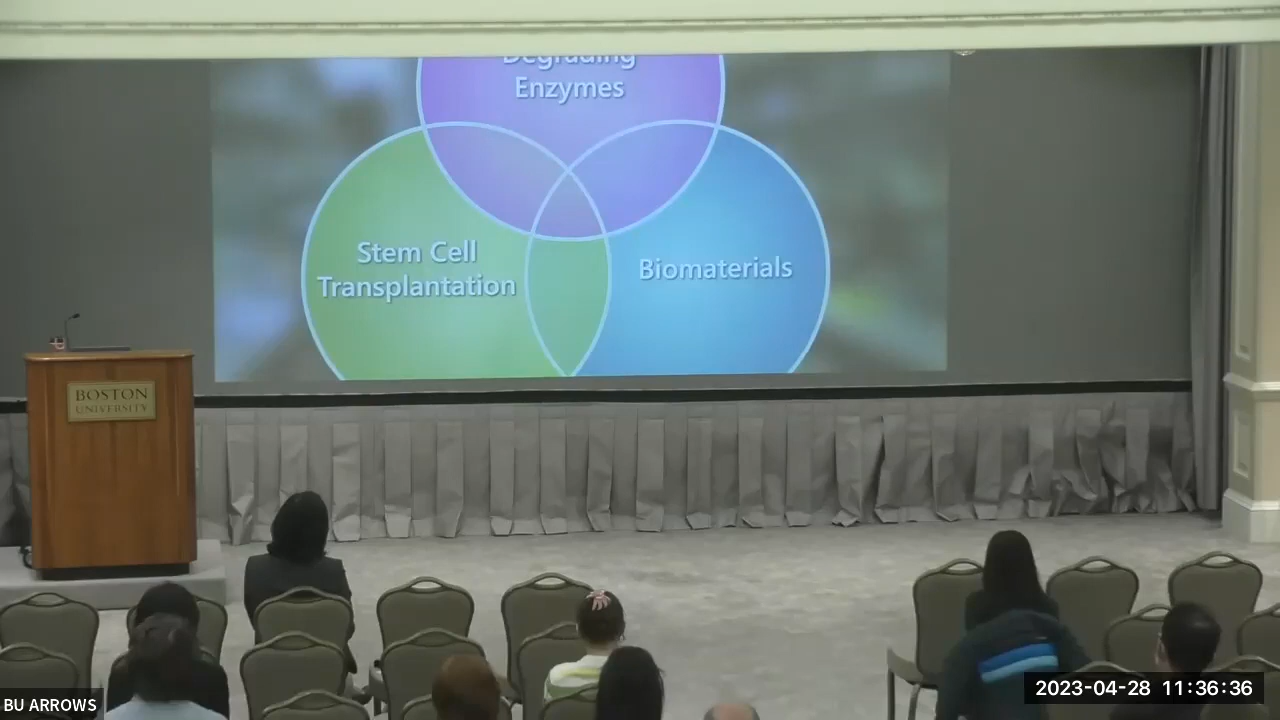 Degrading
Enzymes
Stem Cell
Transplantation
Biomaterials
BOSTON
UNIVERSITY
BU ARROWS
2023-04-28 11:36:36